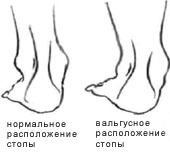 нормальное
расположение
стопы
вальгусное
расположение
стопы